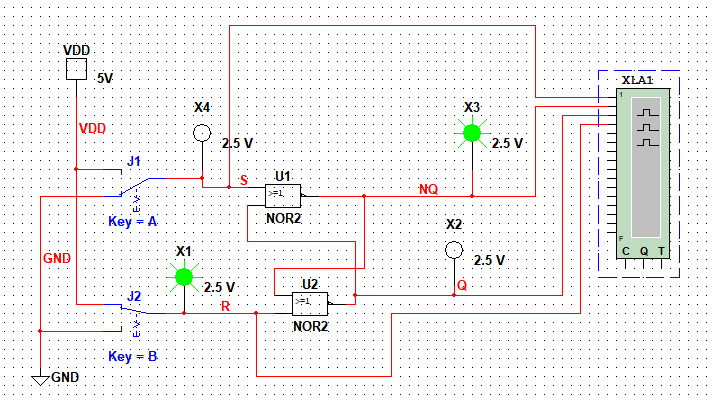 VDD
5V
VDD
J1
Key = A
GND
J2
Key = B
GND
X4
2.5 V
S
U1
>=1
NOR2
X1
2.5 V
R
U2
>=1
NOR2
X3
2.5 V
NQ
X2
2.5 V
Q
XLA1
1
F
C Q T